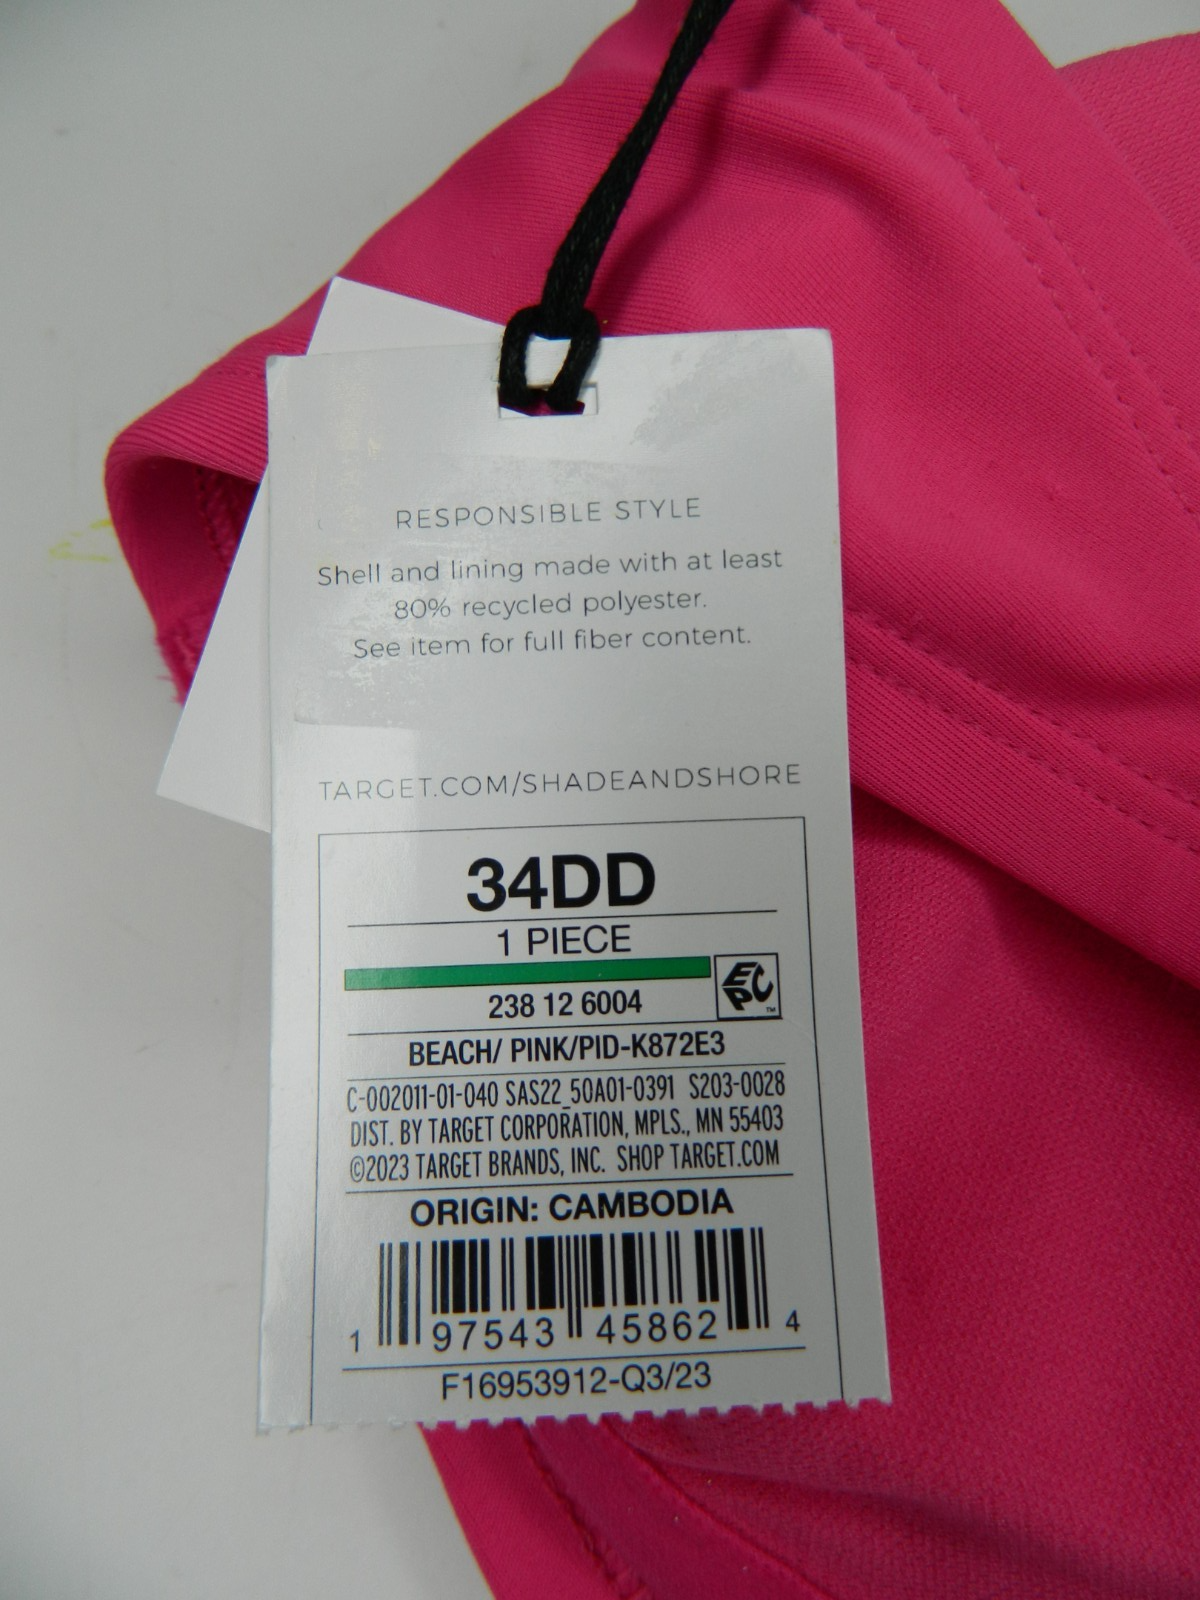 RESPONSIBLE STYLE
Shell and lining made with at least
80% recycled polyester.
See item for full fiber content.
TARGET.COM/SHADEANDSHORE
34DD
1 PIECE
EPC™
238 12 6004
BEACH/ PINK/PID-K872E3
C-002011-01-040 SAS22_50A01-0391 S203-0028
DIST. BY TARGET CORPORATION, MPLS., MN 55403
©2023 TARGET BRANDS, INC. SHOP TARGET.COM
ORIGIN: CAMBODIA
1 97543 45862 4
F16953912-Q3/23